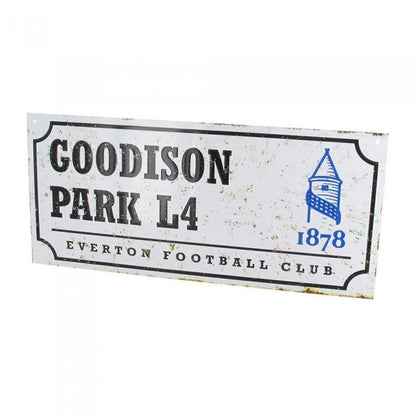 GOODISON
PARK L4
1878
EVERTON FOOTBALL CLUB